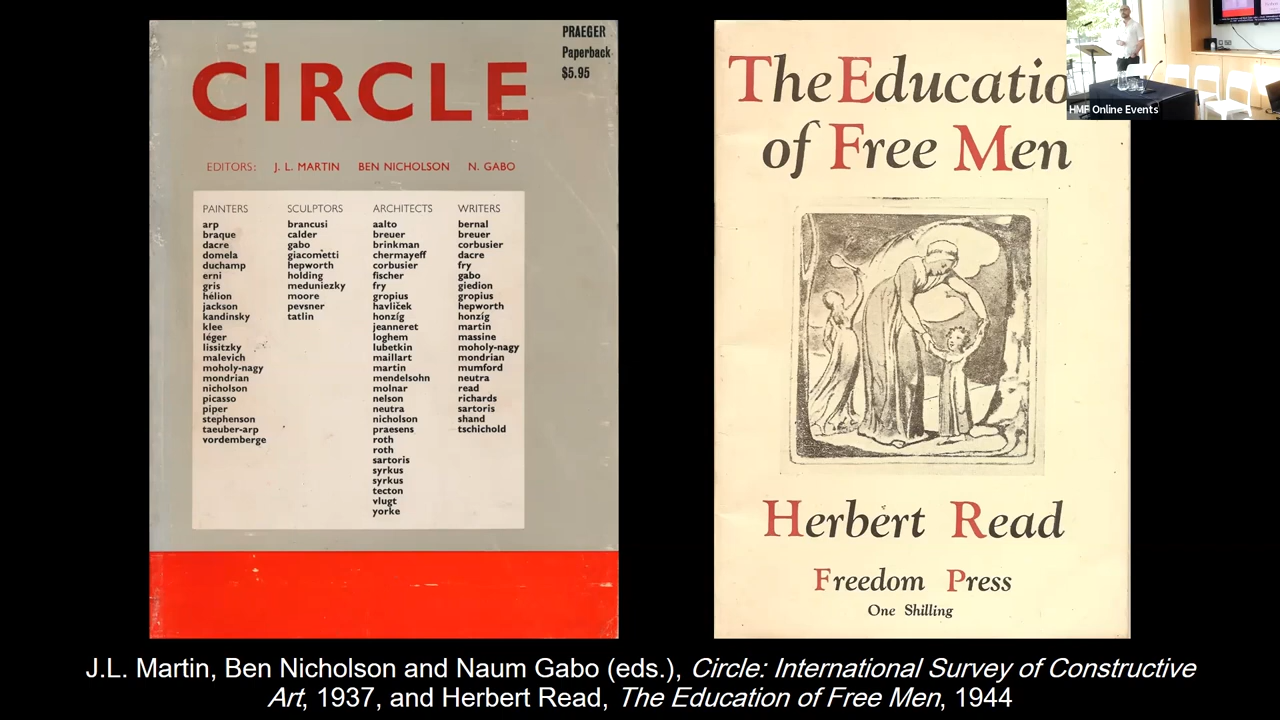 PRAEGER
Paperback
$5.95
CIRCLE
EDITORS: J. L. MARTIN BEN NICHOLSON N. GABO
PAINTERS
arp
braque
dacre
domela
duchamp
erni
gris
hélion
jackson
kandinsky
klee
léger
lissitzky
malevich
moholy-nagy
mondrian
nicholson
picasso
piper
stephenson
taeuber-arp
vordemberge
SCULPTORS
brancusi
calder
gabo
giacometti
hepworth
holding
meduniezky
moore
pevsner
tatlin
ARCHITECTS
aalto
breuer
brinkman
chermayeff
corbusier
fischer
fry
gropius
havlíček
honzíg
jeanneret
loghem
lubetkin
maillart
martin
mendelsohn
molnar
nelson
neutra
nicholson
praesens
roth
roth
sartoris
syrkus
syrkus
tecton
vlugt
yorke
WRITERS
bernal
breuer
corbusier
dacre
fry
gabo
giedion
gropius
hepworth
honzig
martin
massine
moholy-nagy
mondrian
mumford
neutra
read
richards
sartoris
shand
tschichold
The Educatio
of Free Men
Herbert Read
Freedom Press
One Shilling
HMF Online Events
J.L. Martin, Ben Nicholson and Naum Gabo (eds.), Circle: International Survey of Constructive
Art, 1937, and Herbert Read, The Education of Free Men, 1944